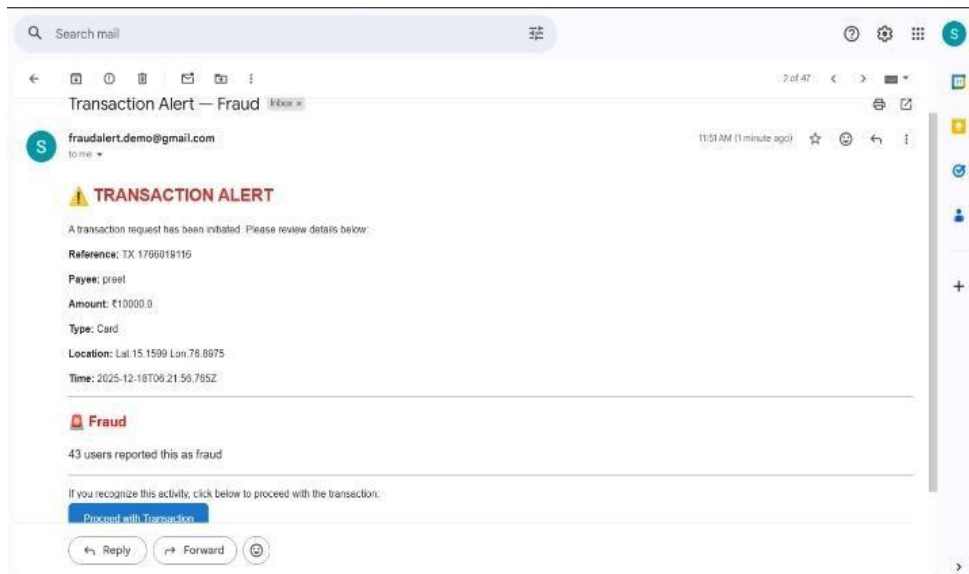 Search mail
2 of 47
Transaction Alert — Fraud Inbox x
S
fraudalert.demo@gmail.com
11:51 AM (1 minute ago)
to me
S
TRANSACTION ALERT
A transaction request has been initiated. Please review details below:
Reference: TX 1766019116
Payee: preet
Amount: ₹10000.0
Type: Card
Location: Lat 15.1599 Lon.76.8975
Time: 2025-12-18T06:21:56.765Z
Fraud
43 users reported this as fraud
If you recognize this activity, click below to proceed with the transaction:
Proceed with Transaction
Reply
Forward